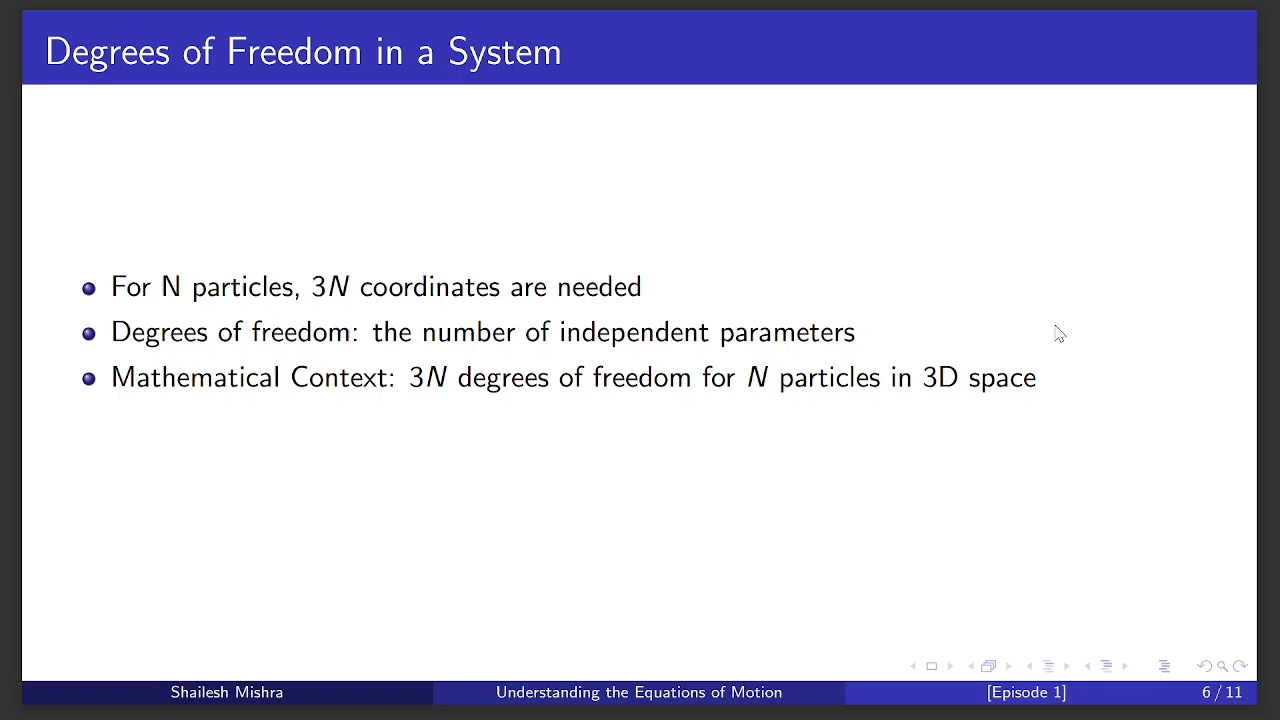 Degrees of Freedom in a System
For N particles, 3N coordinates are needed
Degrees of freedom: the number of independent parameters
Mathematical Context: 3N degrees of freedom for N particles in 3D space
Shailesh Mishra
Understanding the Equations of Motion
[Episode 1]
6 / 11